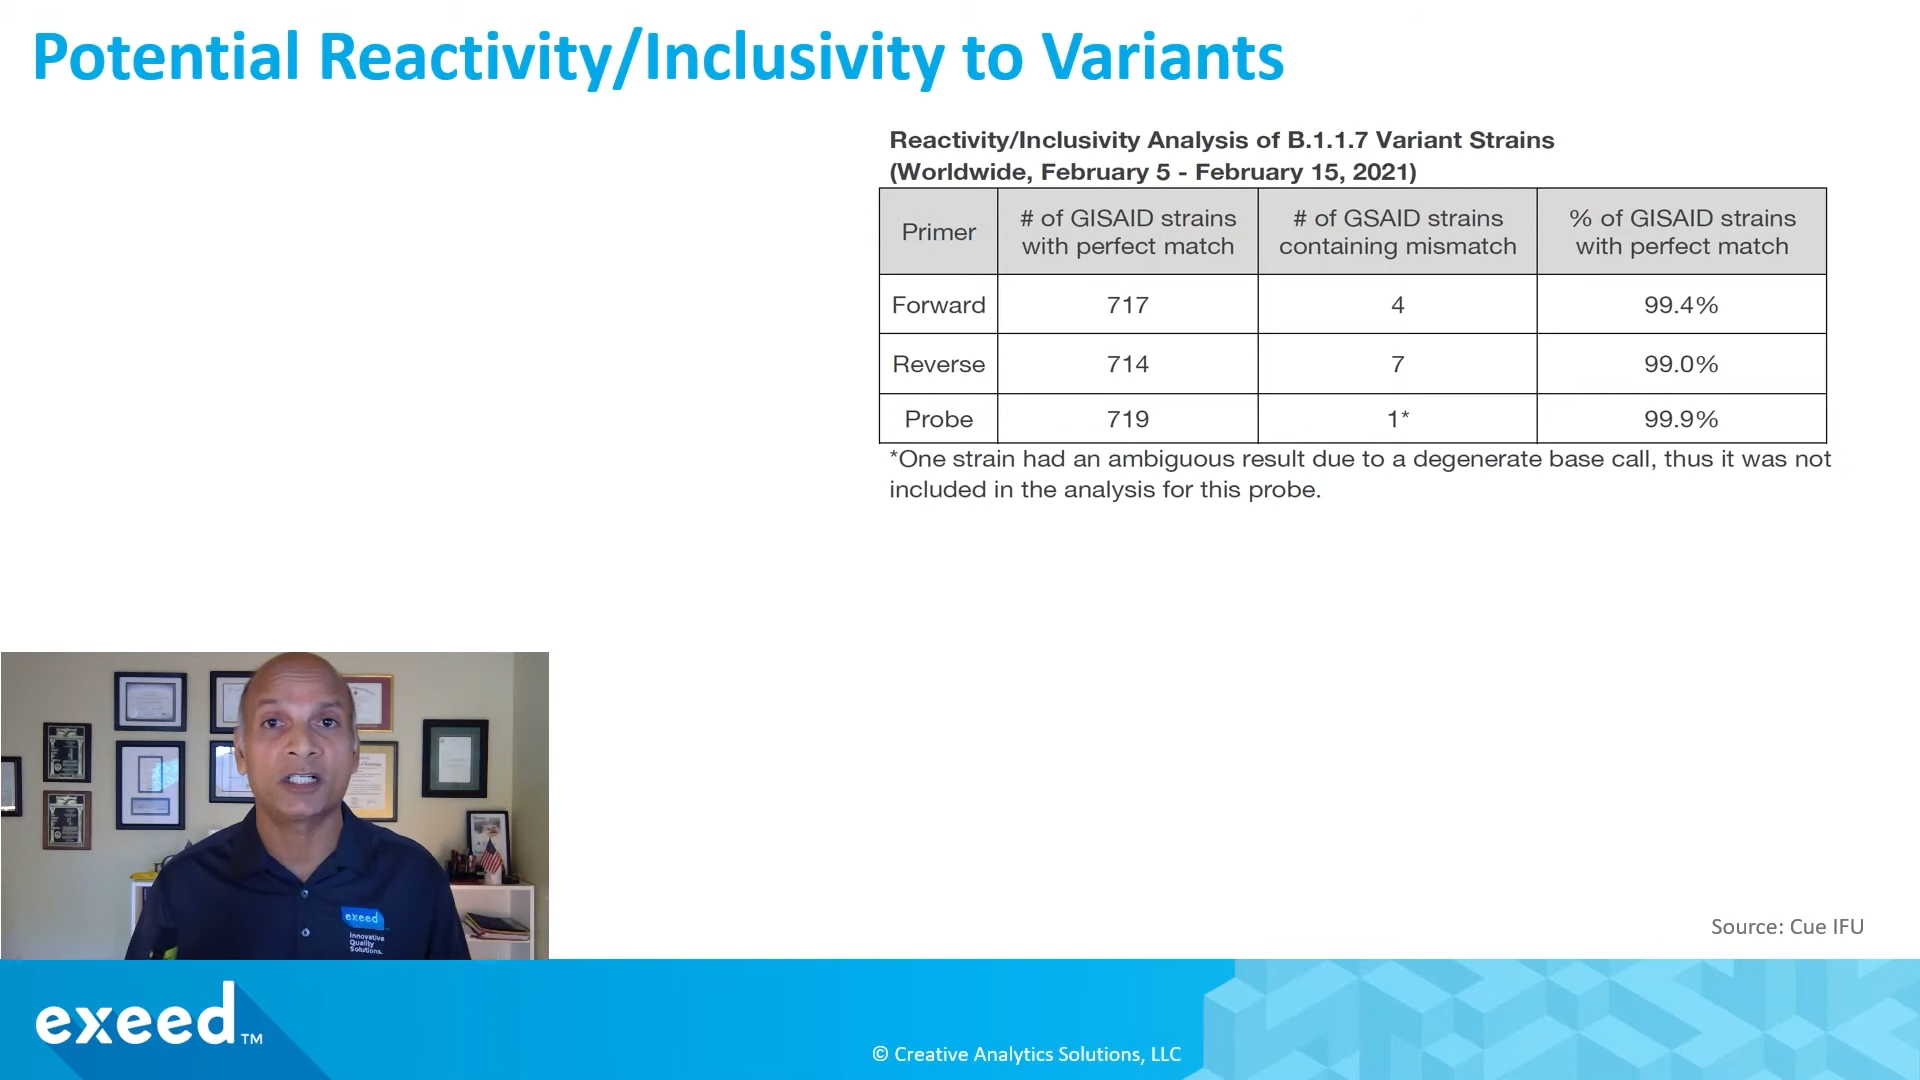 Potential Reactivity/Inclusivity to Variants
Reactivity/Inclusivity Analysis of B.1.1.7 Variant Strains
(Worldwide, February 5 - February 15, 2021)
Primer
# of GISAID strains
with perfect match
# of GSAID strains
containing mismatch
% of GISAID strains
with perfect match
Forward 717 4 99.4%
Reverse 714 7 99.0%
Probe 719 1* 99.9%
*One strain had an ambiguous result due to a degenerate base call, thus it was not
included in the analysis for this probe.
exeed
Innovative
Quality
Solutions.
Source: Cue IFU
exeed™
© Creative Analytics Solutions, LLC